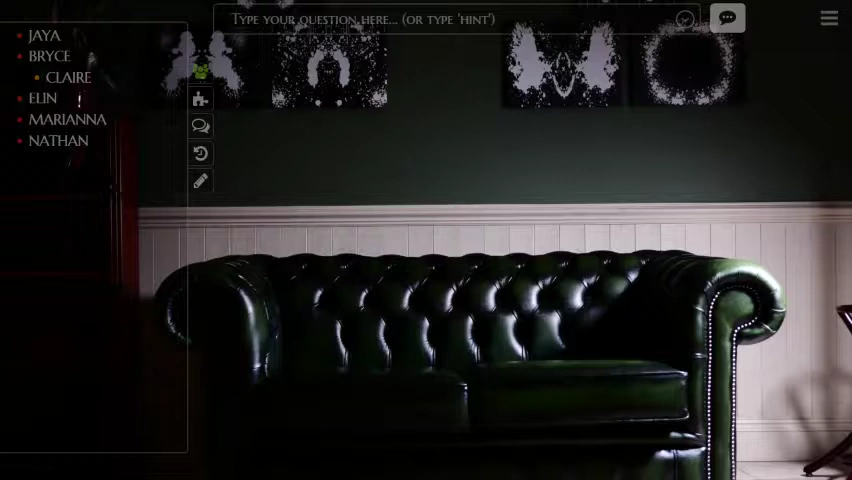 Type your question here... (or type 'hint')
JAYA
BRYCE
CLAIRE
ELIN
MARIANNA
NATHAN